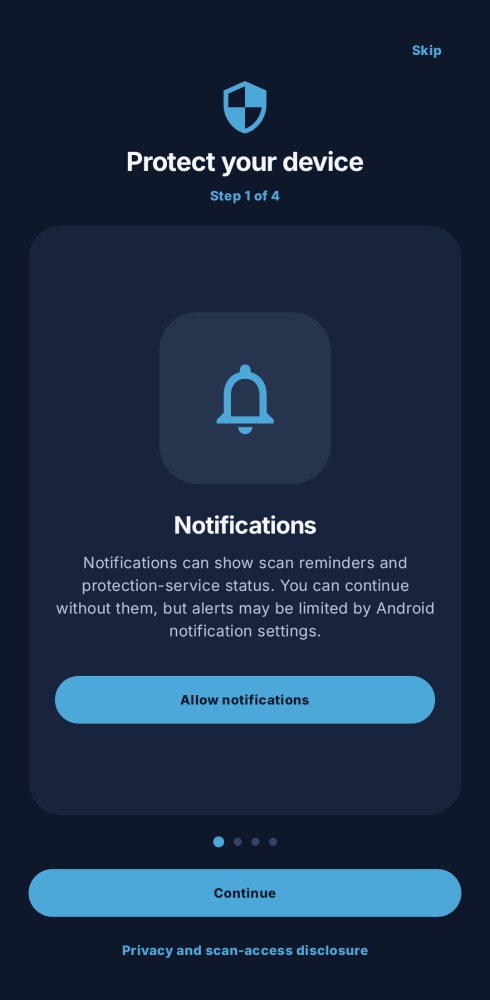 Skip
Protect your device
Step 1 of 4
Notifications
Notifications can show scan reminders and
protection-service status. You can continue
without them, but alerts may be limited by Android
notification settings.
Allow notifications
Continue
Privacy and scan-access disclosure